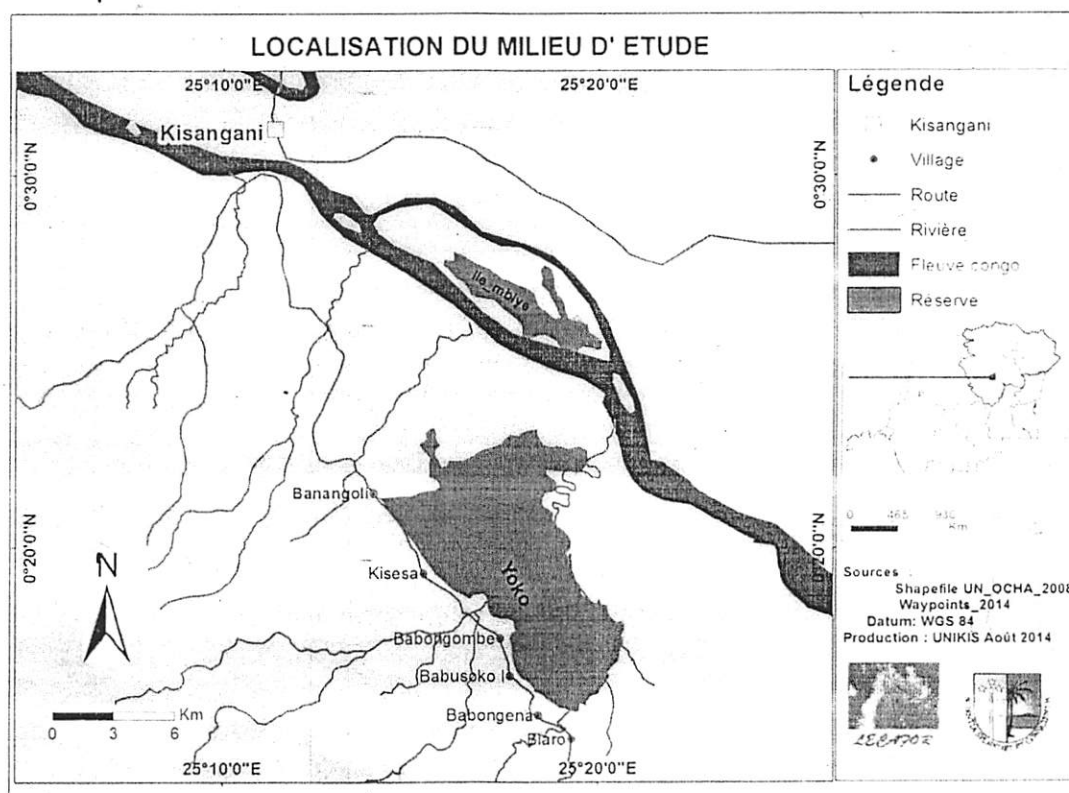 LOCALISATION DU MILIEU D' ETUDE
25°10'0"E
25°20'0"E
Kisangani
0°30'0"N
0°30'0"N
Ile_mbiye
Banangoli
0°20'0"N
Kisesa
Yoko
Babongombe
Babusoko I
Babongena
Biaro
N
0 3 6 Km
25°10'0"E
25°20'0"E
Légende
Kisangani
Village
Route
Rivière
Fleuve congo
Réserve
0 465 930
Km
Sources
Shapefile UN_OCHA_2008
Waypoints_2014
Datum: WGS 84
Production : UNIKIS Août 2014
LECAFOR